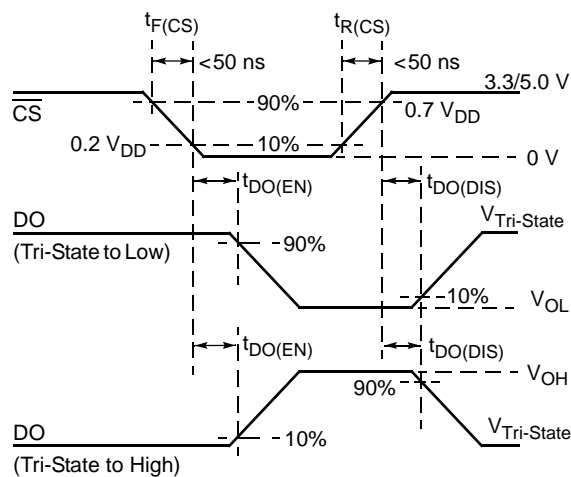 tF(CS)
tR(CS)
<50 ns
<50 ns
3.3/5.0 V
CS
90%
0.7 VDD
0.2 VDD
10%
0 V
tDO(EN)
tDO(DIS)
DO
(Tri-State to Low)
VTri-State
90%
10%
VOL
tDO(EN)
tDO(DIS)
VOH
90%
DO
(Tri-State to High)
10%
VTri-State